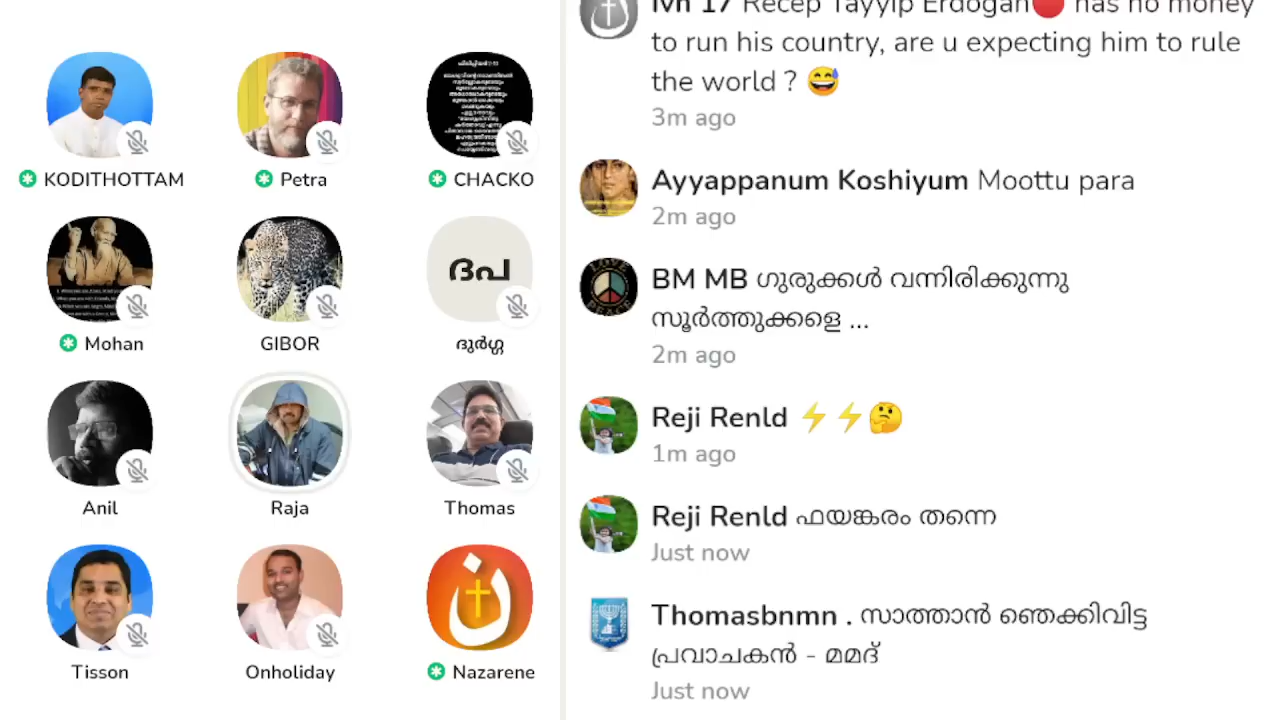 KODITHOTTAM
Petra
CHACKO
Mohan
GIBOR
ദപ
ദുർഗ്ഗ
Anil
Raja
Thomas
Tisson
Onholiday
Nazarene
17 Recep Tayyip Erdogan🔴 has no money
to run his country, are u expecting him to rule
the world ? 😅
3m ago
Ayyappanum Koshiyum Moottu para
2m ago
BM MB ഗുരുക്കൾ വന്നിരിക്കുന്നു
സൂർത്തുക്കളെ ...
2m ago
LOVE
PEACE
Reji Renld ⚡⚡🤔
1m ago
Reji Renld ഫയങ്കരം തന്നെ
Just now
Thomasbnmn . സാത്താൻ ഞെക്കിവിട്ട
പ്രവാചകൻ - മമദ്
Just now